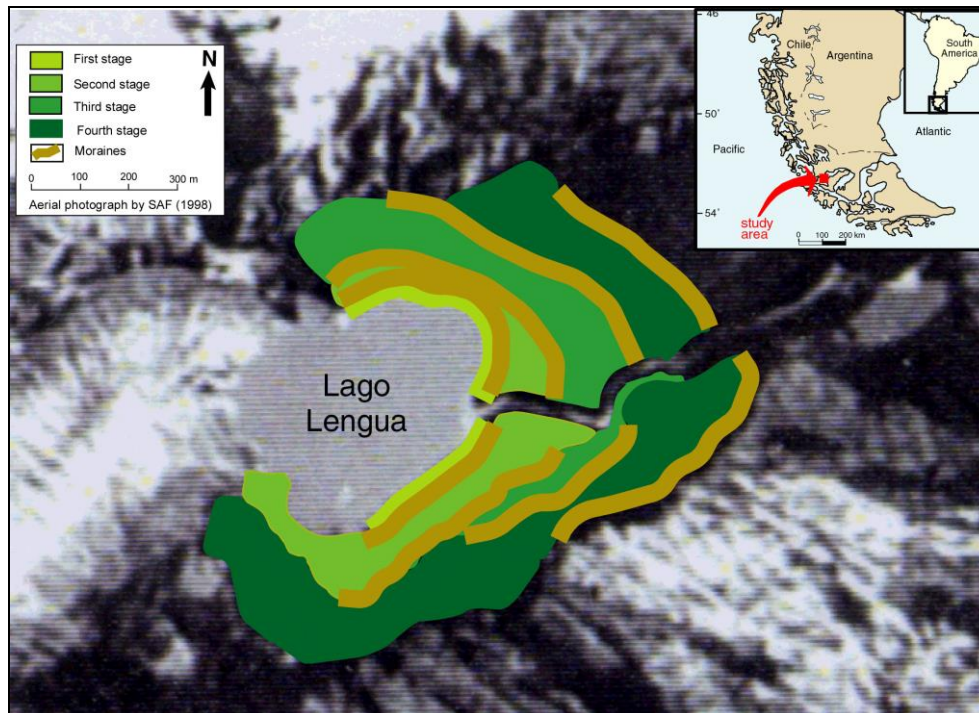 First stage
N
Second stage
Third stage
Fourth stage
Moraines
0 100 300 m
Aerial photograph by SAF (1998)
46
Chile
Argentina
South
America
50°
Atlantic
Pacific
54°
study
area
0 100 200 km
Lago
Lengua